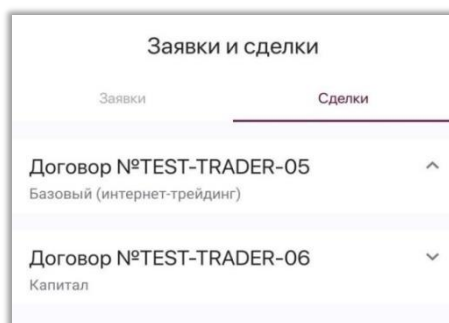 Заявки и сделки
Заявки Сделки
Договор №TEST-TRADER-05
Базовый (интернет-трейдинг)
Договор №TEST-TRADER-06
Капитал